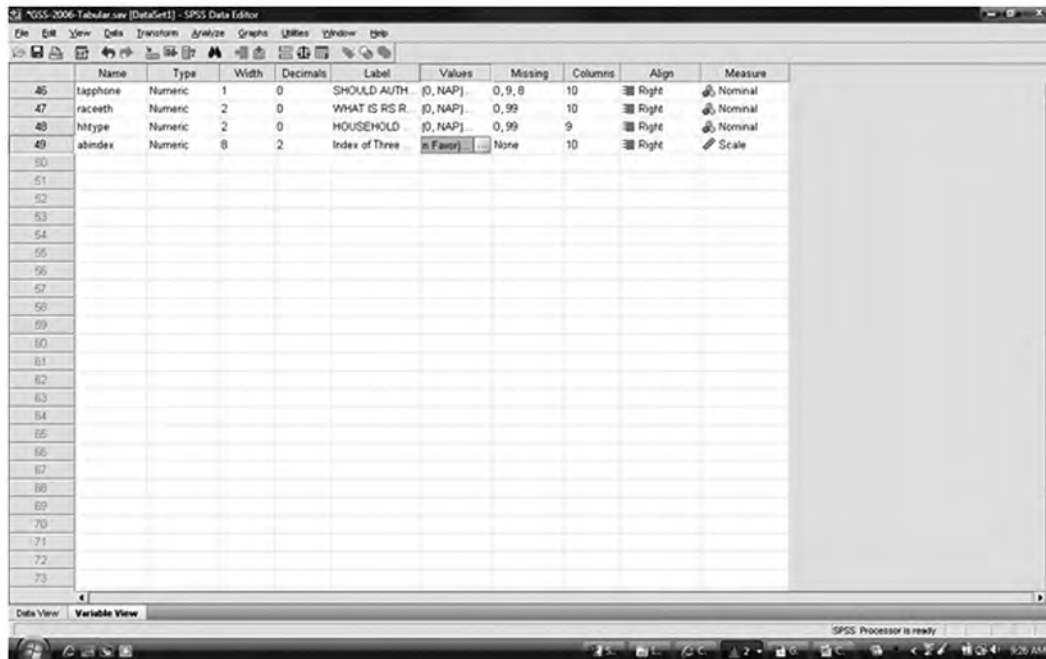 *GSS-2006-Tabular.sav [DataSet1] - SPSS Data Editor
File Edit View Data Transform Analyze Graphs Utilities Window Help
Name Type Width Decimals Label Values Missing Columns Align Measure
46 tapphone Numeric 1 0 SHOULD AUTH... {0, NAP}... 0, 9, 8 10 Right Nominal
47 raceeth Numeric 2 0 WHAT IS RS R... {0, NAP}... 0, 99 10 Right Nominal
48 hhtype Numeric 2 0 HOUSEHOLD ... {0, NAP}... 0, 99 9 Right Nominal
49 abindex Numeric 8 2 Index of Three ... n Favor}... ... None 10 Right Scale
50
51
52
53
54
55
56
57
58
59
60
61
62
63
64
65
66
67
68
69
70
71
72
73
Data View Variable View
SPSS Processor is ready
S... L... C... 2 G... C... 9:26 AM